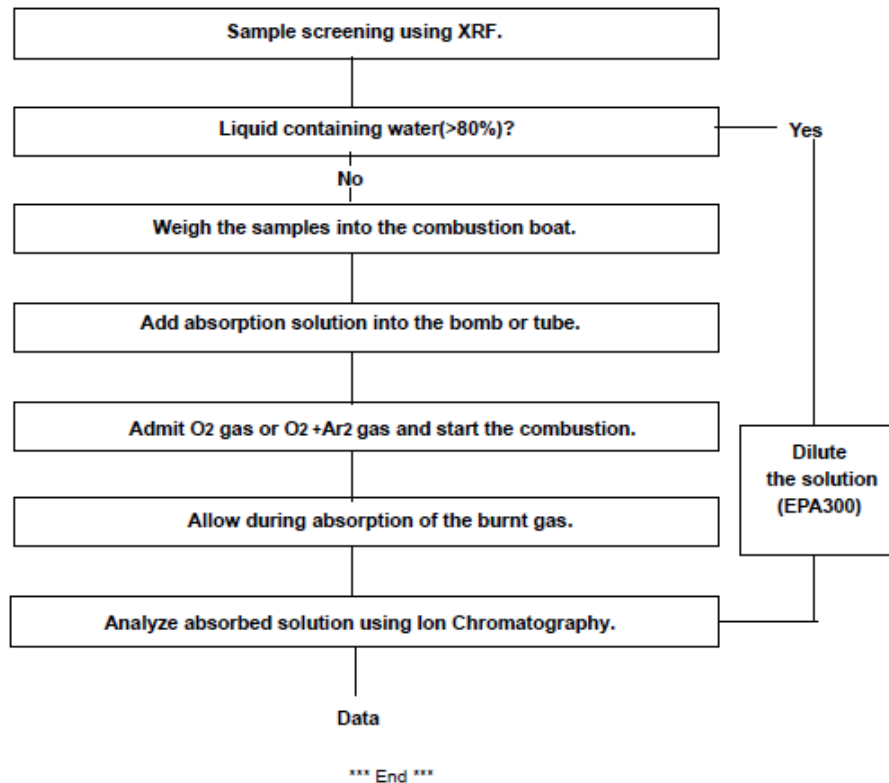 Sample screening using XRF.
Liquid containing water(>80%)?
Yes
No
Weigh the samples into the combustion boat.
Add absorption solution into the bomb or tube.
Admit O2 gas or O2 +Ar2 gas and start the combustion.
Dilute
the solution
(EPA300)
Allow during absorption of the burnt gas.
Analyze absorbed solution using Ion Chromatography.
Data
*** End ***